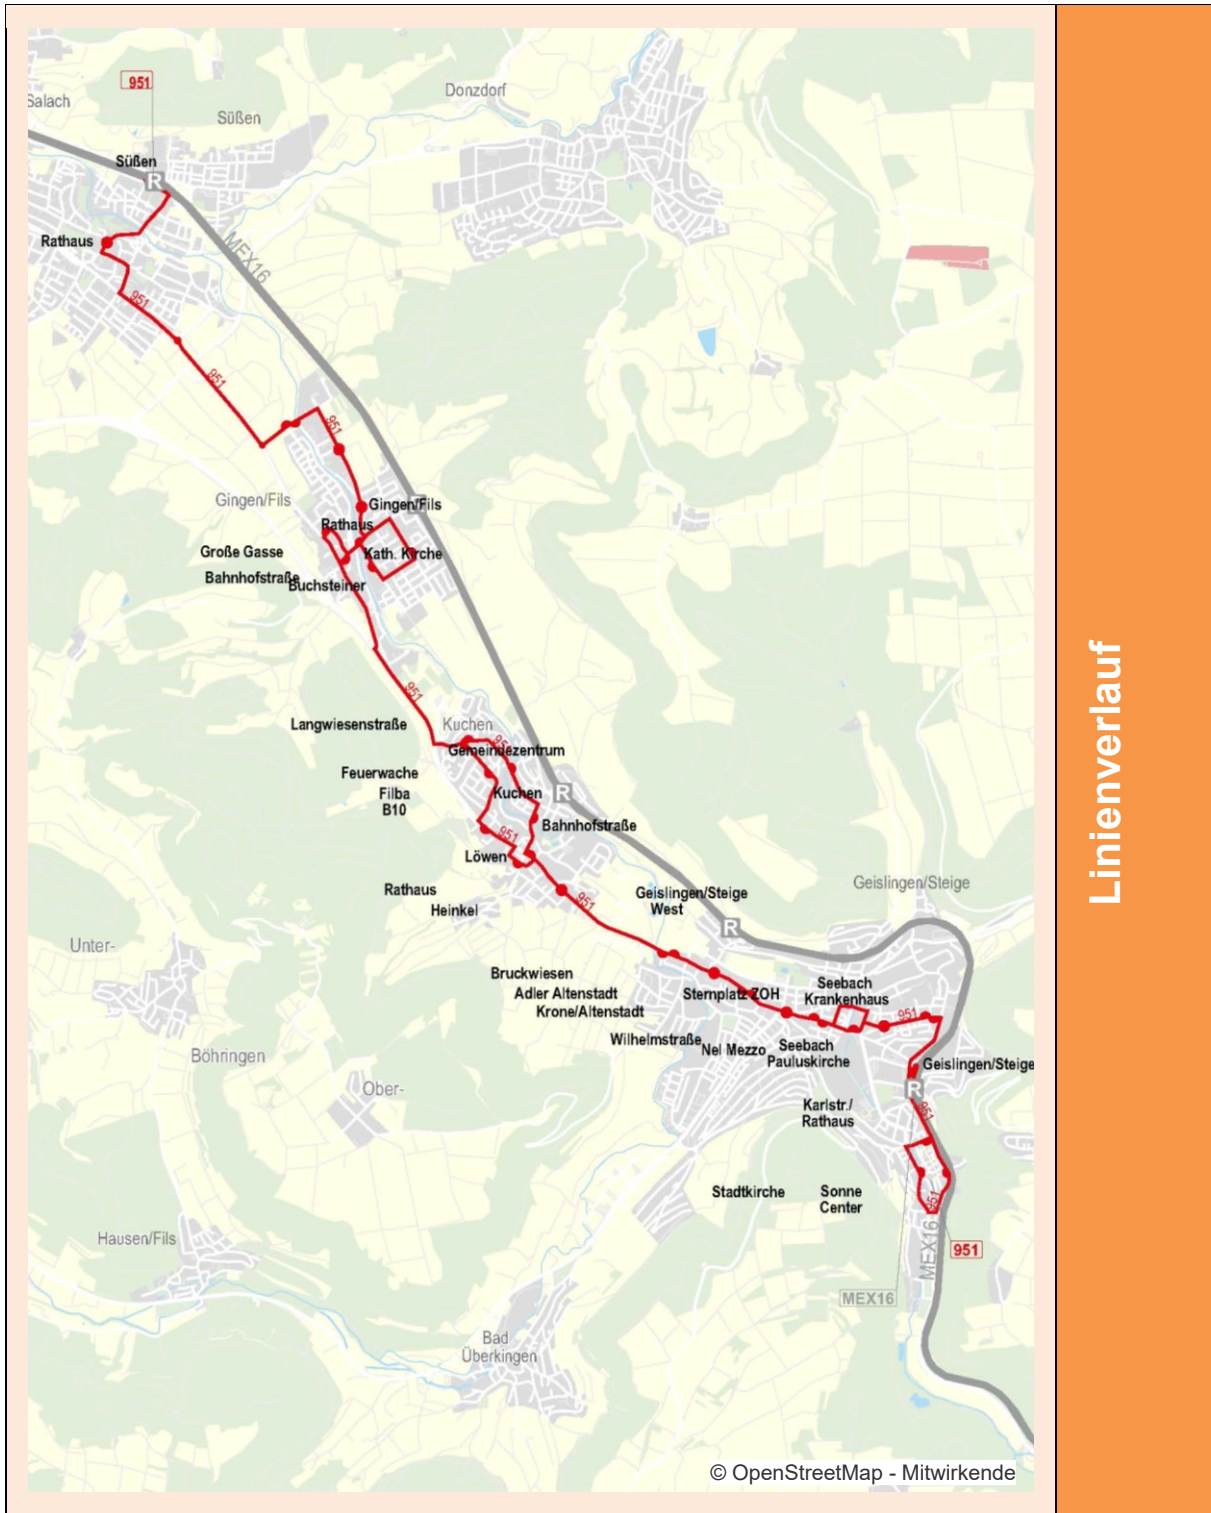 951
Salach
Donzdorf
Süßen
Süßen
R
Rathaus
MEX16
951
951
951
Gingen/Fils
Gingen/Fils
Rathaus
Große Gasse
Kath. Kirche
Bahnhofstraße
Buchsteiner
951
Langwiesenstraße
Kuchen
Gemeindezentrum
Feuerwache
Filba
B10
Kuchen
R
Bahnhofstraße
951
Löwen
Rathaus
Heinkel
951
Geislingen/Steige
West
R
Geislingen/Steige
Unter-
Bruckwiesen
Adler Altenstadt
Krone/Altenstadt
Sternplatz ZOH
Seebach
Krankenhaus
951
Wilhelmstraße
Nel Mezzo
Seebach
Pauluskirche
Böhringen
Ober-
Geislingen/Steige
R
951
Karlstr./
Rathaus
Stadtkirche
Sonne
Center
951
MEX16
951
Hausen/Fils
MEX16
Bad
Überkingen
© OpenStreetMap - Mitwirkende
Linienverlauf